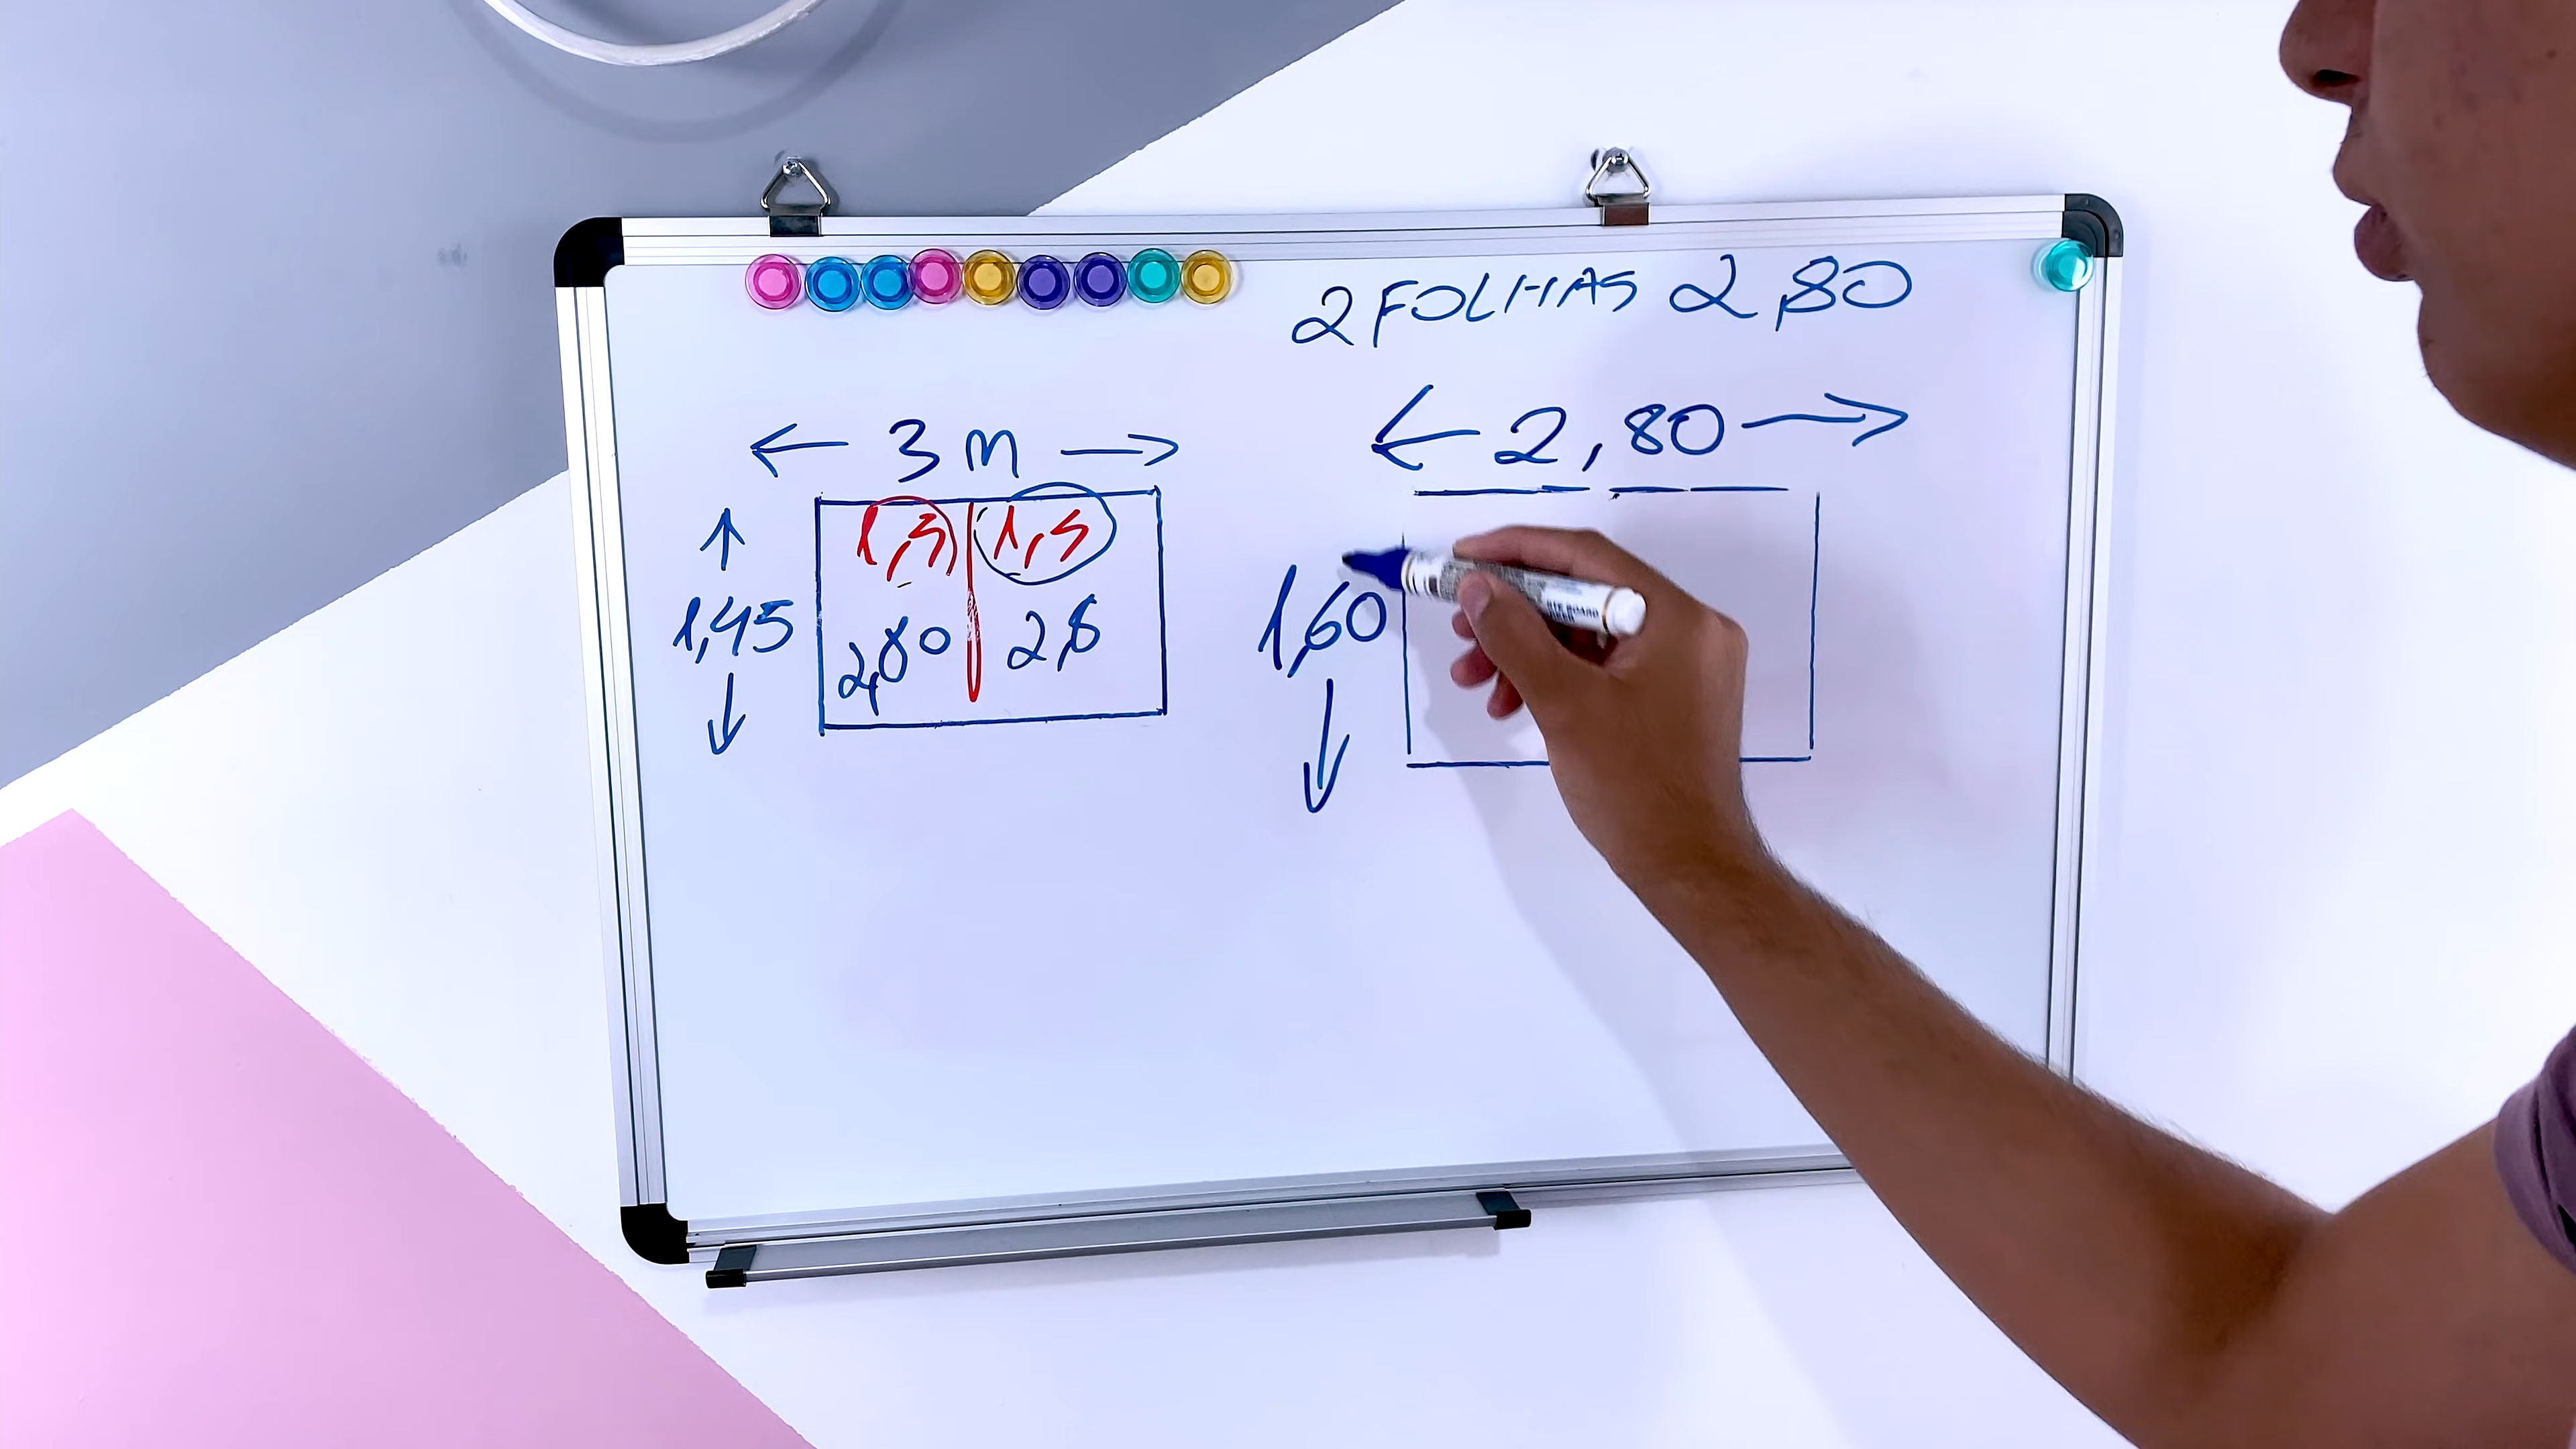 2 FOLHAS 2,80
← 3 m →
← 2,80 →
1,5 1,5
1,45
2,80 2,8
1,60